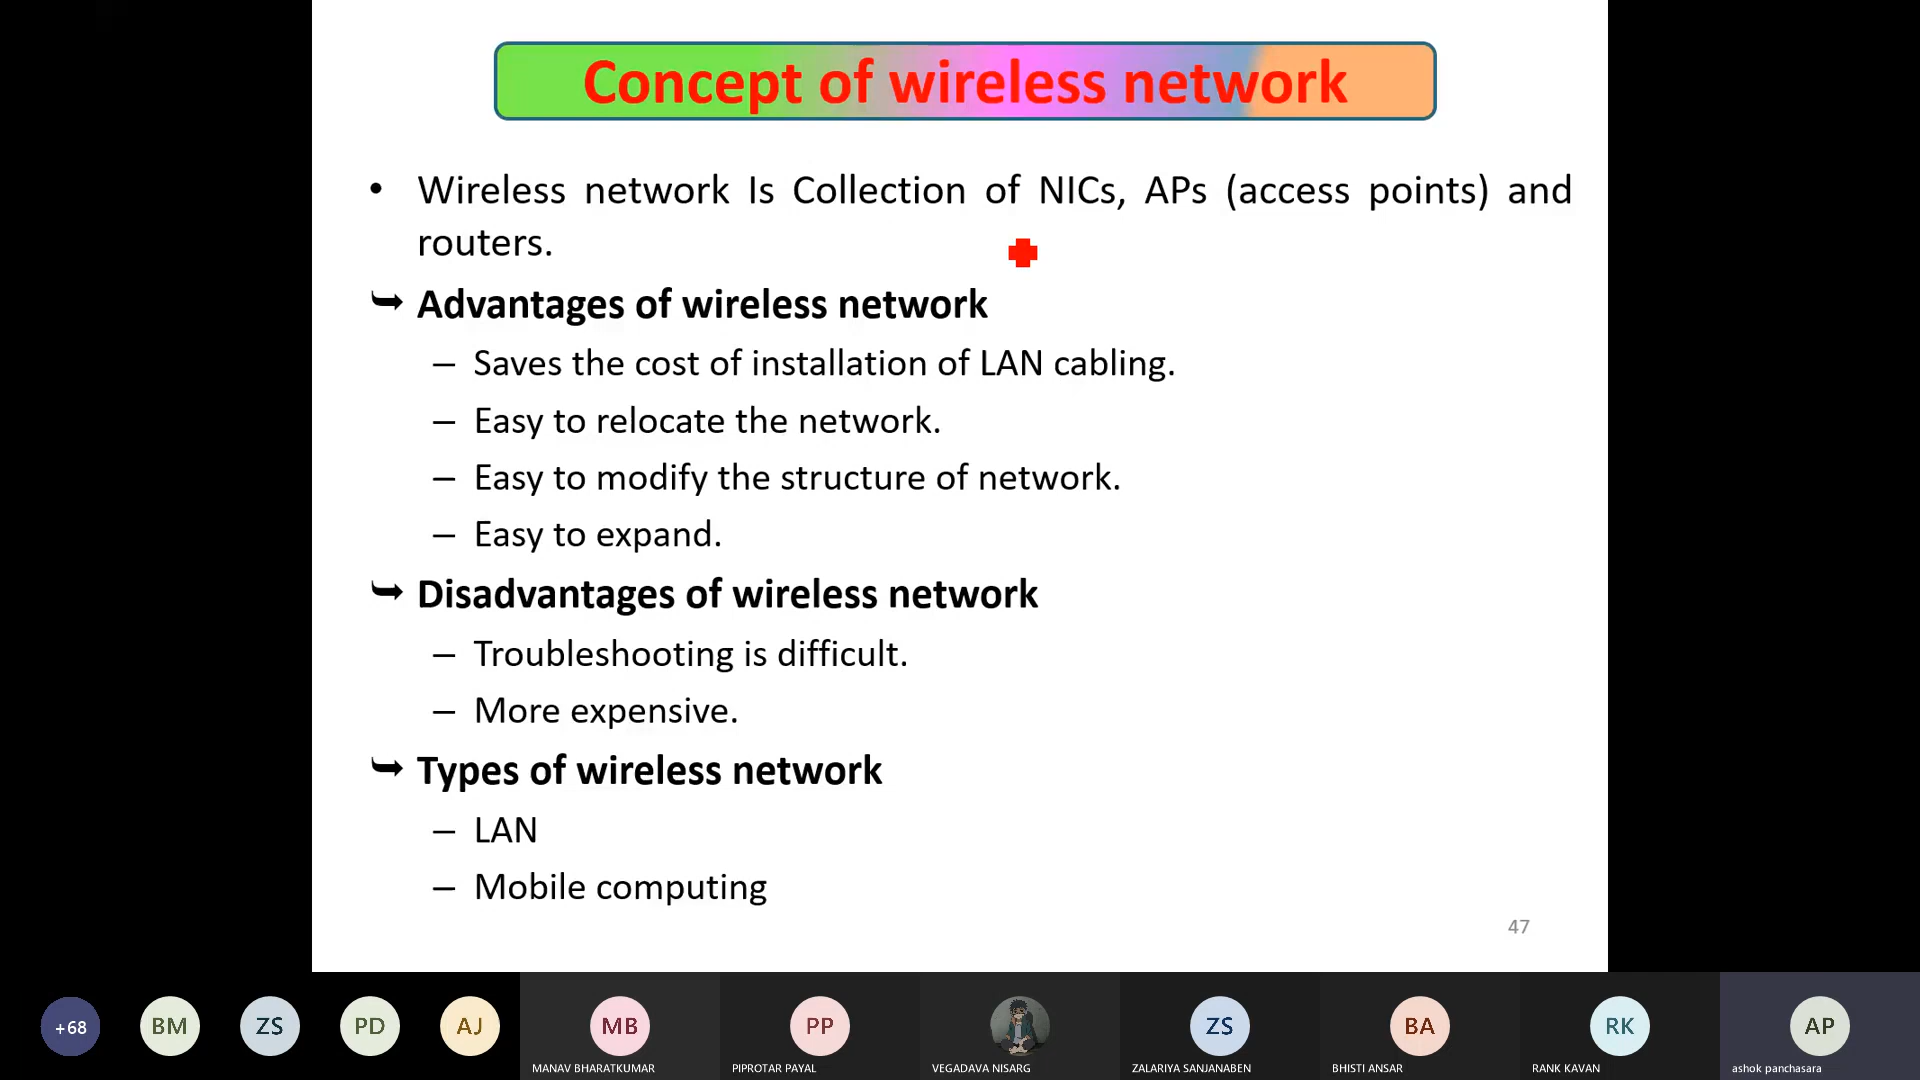 Concept of wireless network
• Wireless network Is Collection of NICs, APs (access points) and
routers.
➥ Advantages of wireless network
– Saves the cost of installation of LAN cabling.
– Easy to relocate the network.
– Easy to modify the structure of network.
– Easy to expand.
➥ Disadvantages of wireless network
– Troubleshooting is difficult.
– More expensive.
➥ Types of wireless network
– LAN
– Mobile computing
47
+68 BM ZS PD AJ MB PP ZS BA RK AP
MANAV BHARATKUMAR PIPROTAR PAYAL VEGADAVA NISARG ZALARIYA SANJANABEN BHISTI ANSAR RANK KAVAN ashok panchasara